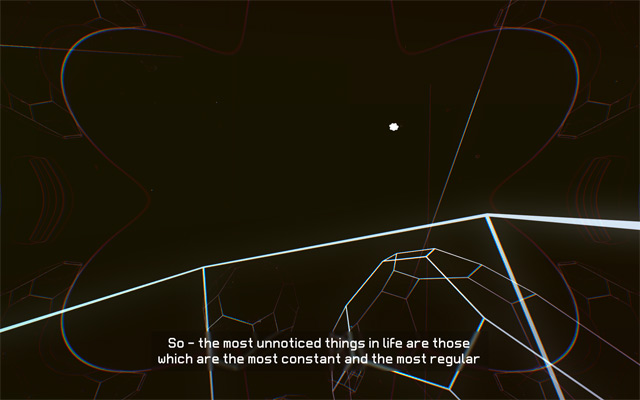 So - the most unnoticed things in life are those
which are the most constant and the most regular